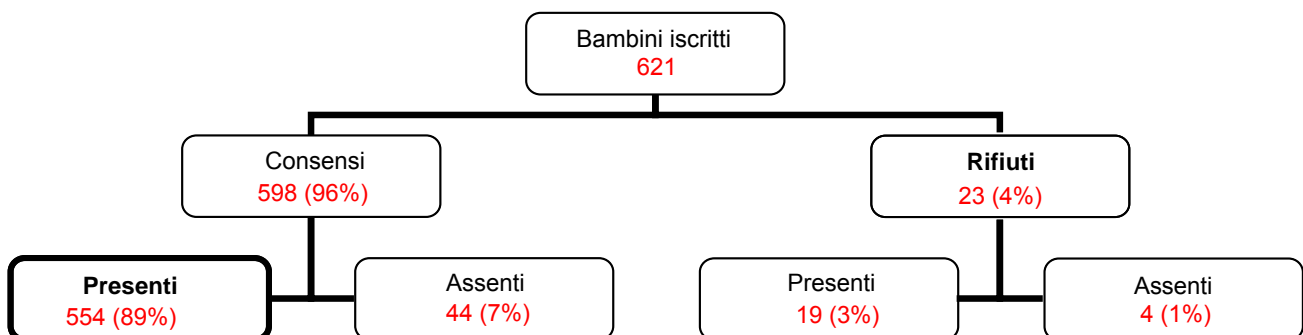 Bambini iscritti
621
Consensi
598 (96%)
Rifiuti
23 (4%)
Presenti
554 (89%)
Assenti
44 (7%)
Presenti
19 (3%)
Assenti
4 (1%)